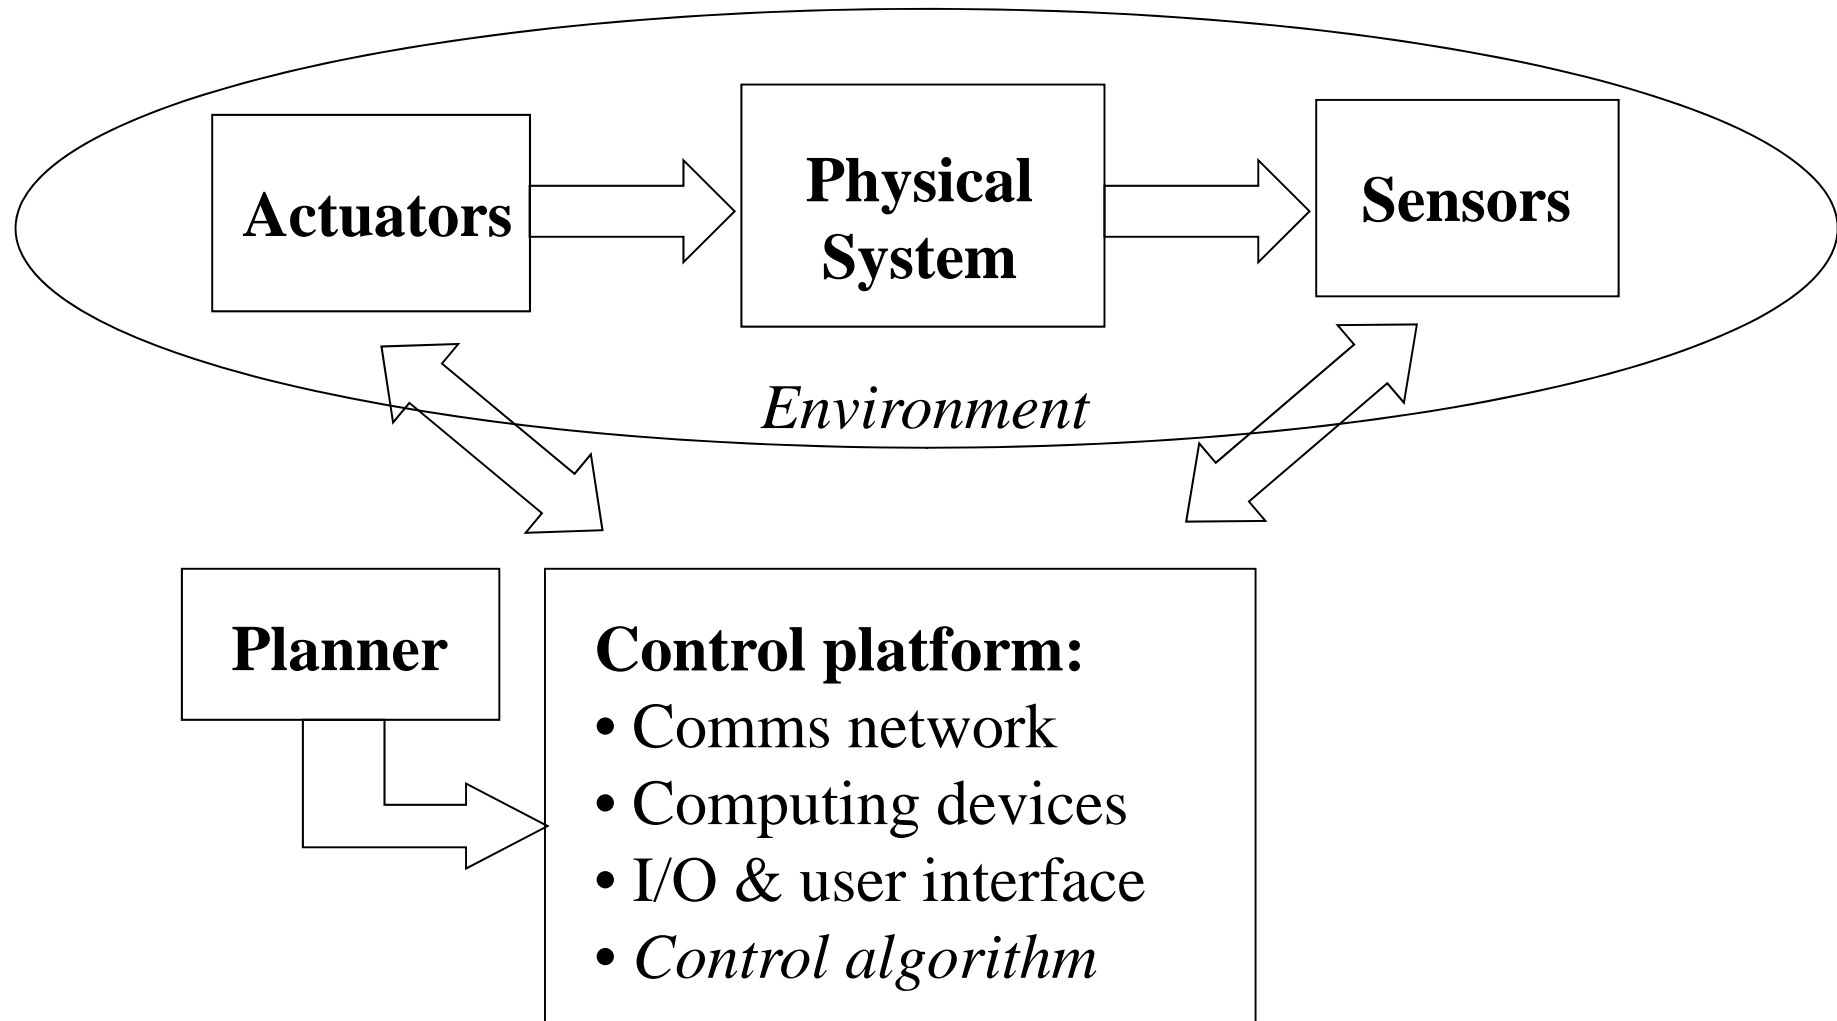 Actuators
Physical
System
Sensors
Environment
Planner
Control platform:
• Comms network
• Computing devices
• I/O & user interface
• Control algorithm